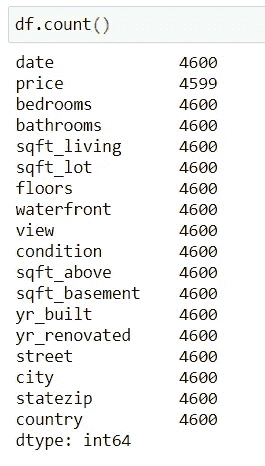 df.count()
date 4600
price 4599
bedrooms 4600
bathrooms 4600
sqft_living 4600
sqft_lot 4600
floors 4600
waterfront 4600
view 4600
condition 4600
sqft_above 4600
sqft_basement 4600
yr_built 4600
yr_renovated 4600
street 4600
city 4600
statezip 4600
country 4600
dtype: int64